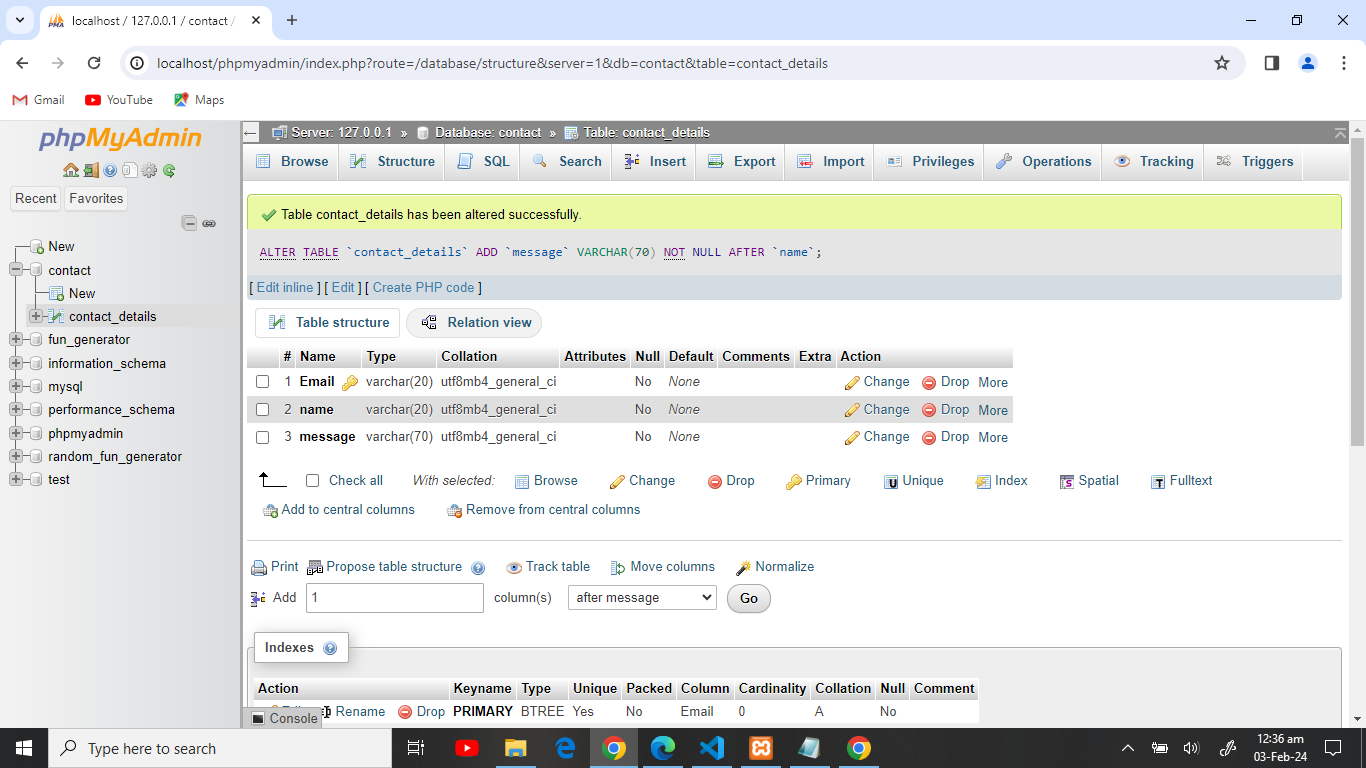 localhost / 127.0.0.1 / contact /
localhost/phpmyadmin/index.php?route=/database/structure&server=1&db=contact&table=contact_details
Gmail YouTube Maps
phpMyAdmin
Recent Favorites
New
contact
New
contact_details
fun_generator
information_schema
mysql
performance_schema
phpmyadmin
random_fun_generator
test
Server: 127.0.0.1 » Database: contact » Table: contact_details
Browse Structure SQL Search Insert Export Import Privileges Operations Tracking Triggers
Table contact_details has been altered successfully.
ALTER TABLE `contact_details` ADD `message` VARCHAR(70) NOT NULL AFTER `name`;
[ Edit inline ] [ Edit ] [ Create PHP code ]
Table structure Relation view
# Name Type Collation Attributes Null Default Comments Extra Action
1 Email varchar(20) utf8mb4_general_ci No None Change Drop More
2 name varchar(20) utf8mb4_general_ci No None Change Drop More
3 message varchar(70) utf8mb4_general_ci No None Change Drop More
Check all With selected: Browse Change Drop Primary Unique Index Spatial Fulltext
Add to central columns Remove from central columns
Print Propose table structure Track table Move columns Normalize
Add 1 column(s) after message Go
Indexes
Action Keyname Type Unique Packed Column Cardinality Collation Null Comment
Rename Drop PRIMARY BTREE Yes No Email 0 A No
Console
Type here to search
12:36 am
03-Feb-24